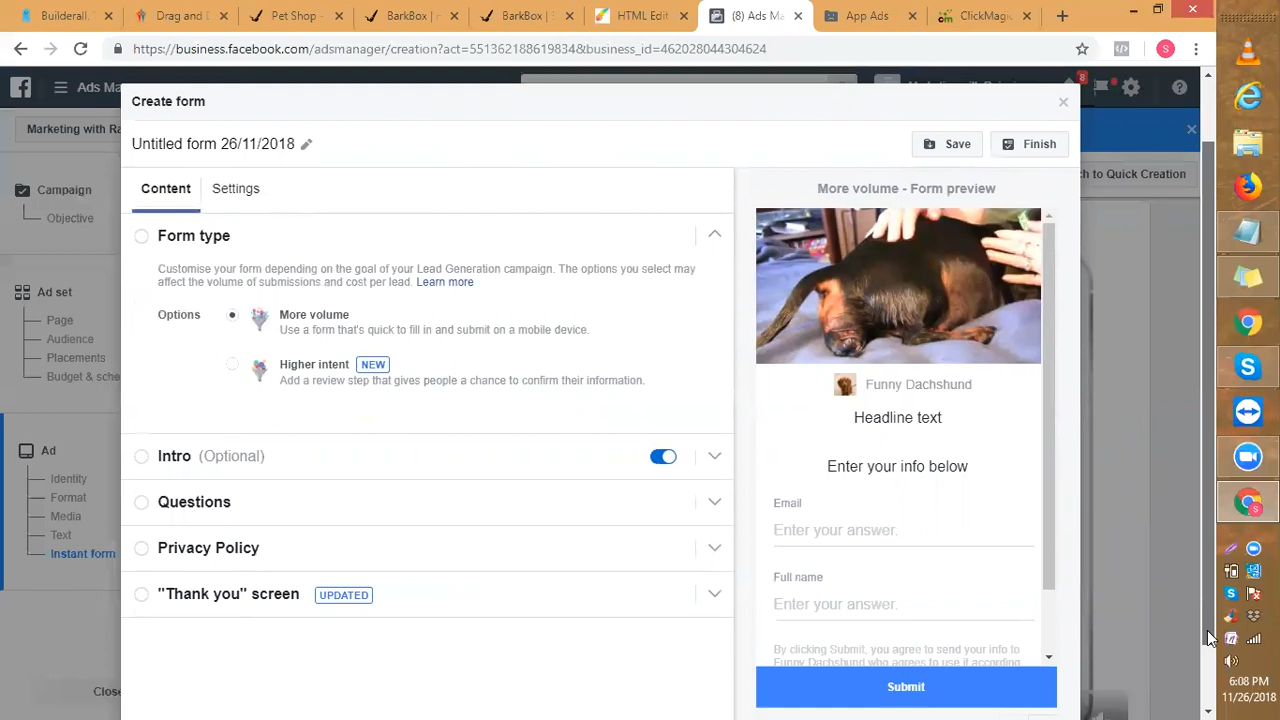 Builderall.
Drag and D
Pet Shop -
BarkBox | m
BarkBox | S
HTML Edit
(8) Ads Ma
App Ads
ClickMagic
https://business.facebook.com/adsmanager/creation?act=551362188619834&business_id=462028044304624
S
Ads Ma
8
Create form
Marketing with Ra
Untitled form 26/11/2018
Save
Finish
ch to Quick Creation
Campaign
Objective
Content
Settings
More volume - Form preview
Form type
Customise your form depending on the goal of your Lead Generation campaign. The options you select may
affect the volume of submissions and cost per lead. Learn more
Options
More volume
Use a form that's quick to fill in and submit on a mobile device.
Higher intent NEW
Add a review step that gives people a chance to confirm their information.
Ad set
Page
Audience
Placements
Budget & sche
Funny Dachshund
Headline text
Enter your info below
Ad
Identity
Format
Media
Text
Instant form
Intro (Optional)
Questions
Privacy Policy
"Thank you" screen UPDATED
Email
Enter your answer.
Full name
Enter your answer.
By clicking Submit, you agree to send your info to
Funny Dachshund who agrees to use it according
Submit
Close
6:08 PM
11/26/2018